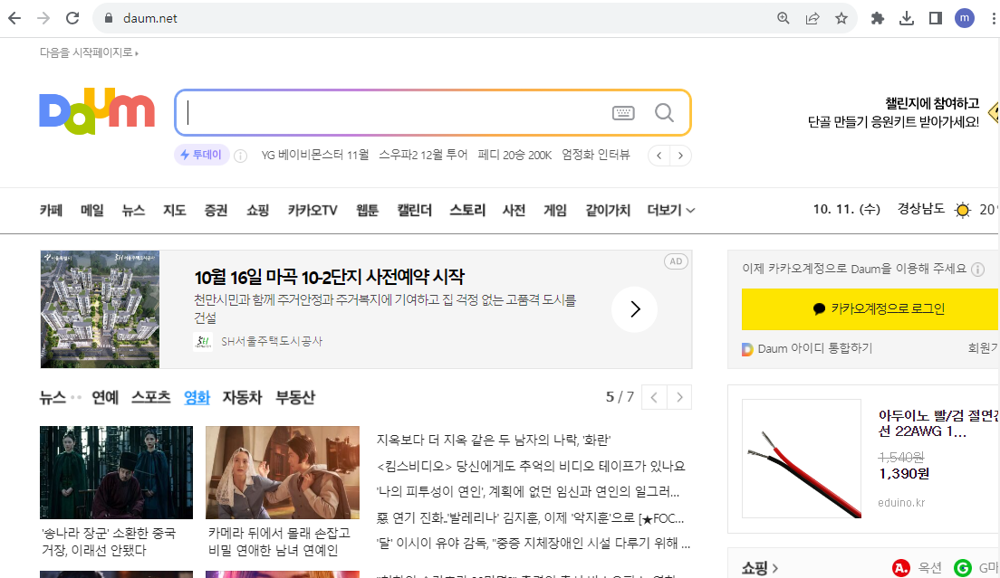 daum.net
m
다음을 시작페이지로
Daum
챌린지에 참여하고
단골 만들기 응원키트 받아가세요!
투데이
YG 베이비몬스터 11월 스우파2 12월 투어 페디 20승 200K 엄정화 인터뷰
카페 메일 뉴스 지도 증권 쇼핑 카카오TV 웹툰 캘린더 스토리 사전 게임 같이가치 더보기
10. 11. (수) 경상남도 20
서울특별시 SH서울주택도시공사
AD
10월 16일 마곡 10-2단지 사전예약 시작
천만시민과 함께 주거안정과 주거복지에 기여하고 집 걱정 없는 고품격 도시를
건설
SH서울주택도시공사
이제 카카오계정으로 Daum을 이용해 주세요
카카오계정으로 로그인
Daum 아이디 통합하기 회원가
뉴스 연예 스포츠 영화 자동차 부동산
5 / 7
'송나라 장군' 소환한 중국
거장, 이래선 안됐다
카메라 뒤에서 몰래 손잡고
비밀 연애한 남녀 연예인
지옥보다 더 지옥 같은 두 남자의 나락, '화란'
<킴스비디오> 당신에게도 추억의 비디오 테이프가 있나요
'나의 피투성이 연인', 계획에 없던 임신과 연인의 일그러...
惡 연기 진화..'발레리나' 김지훈, 이제 '악지훈'으로 [★FOC...
'달' 이시이 유야 감독, "중증 지체장애인 시설 다루기 위해 ...
아두이노 빨/검 절연전
선 22AWG 1...
1,540원
1,390원
eduino.kr
쇼핑
A. 옥션 G G마